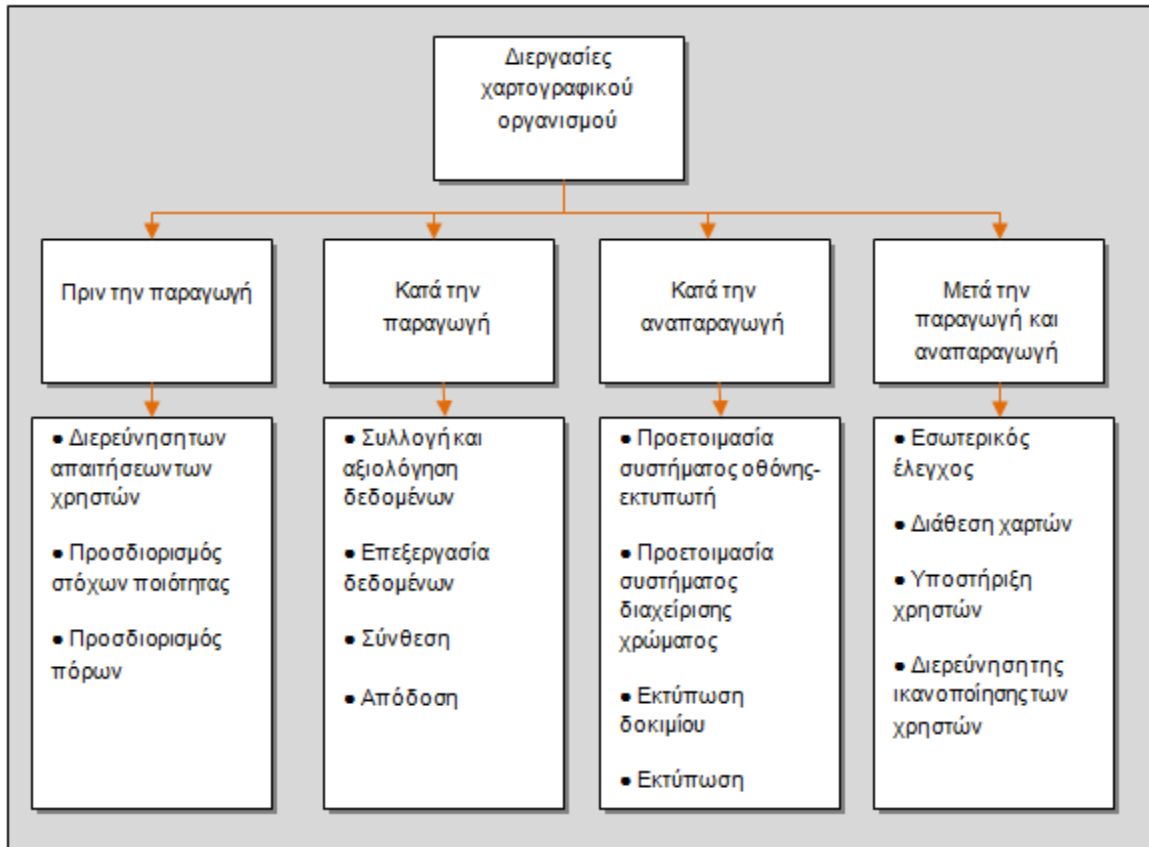 Διεργασίες
χαρτογραφικού
οργανισμού
Πριν την παραγωγή
Κατά την
παραγωγή
Κατά την
αναπαραγωγή
Μετά την
παραγωγή και
αναπαραγωγή
● Διερεύνηση των
απαιτήσεων των
χρηστών
● Προσδιορισμός
στόχων ποιότητας
● Προσδιορισμός
πόρων
● Συλλογή και
αξιολόγηση
δεδομένων
● Επεξεργασία
δεδομένων
● Σύνθεση
● Απόδοση
● Προετοιμασία
συστήματος οθόνης-
εκτυπωτή
● Προετοιμασία
συστήματος
διαχείρισης
χρώματος
● Εκτύπωση
δοκιμίου
● Εκτύπωση
● Εσωτερικός
έλεγχος
● Διάθεση χαρτών
● Υποστήριξη
χρηστών
● Διερεύνηση της
ικανοποίησης των
χρηστών